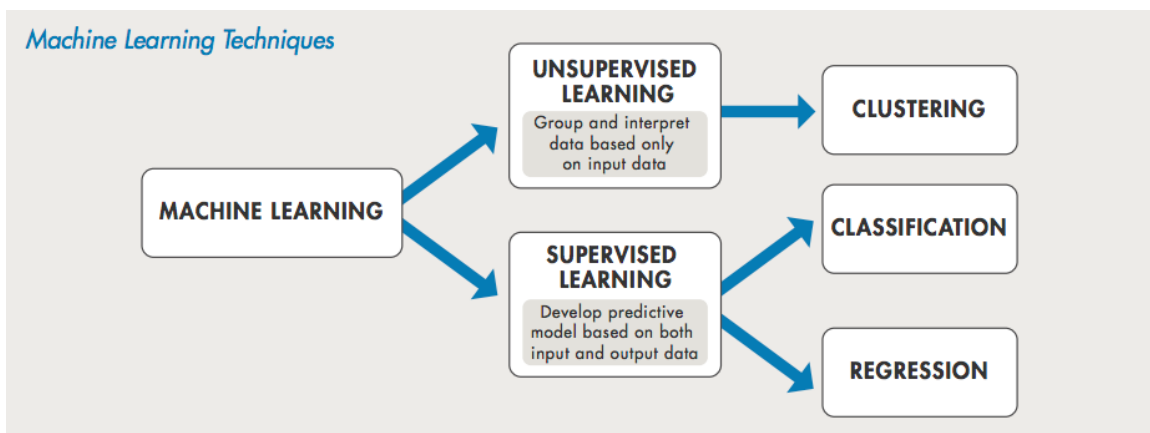 Machine Learning Techniques
MACHINE LEARNING
UNSUPERVISED
LEARNING
Group and interpret
data based only
on input data
SUPERVISED
LEARNING
Develop predictive
model based on both
input and output data
CLUSTERING
CLASSIFICATION
REGRESSION